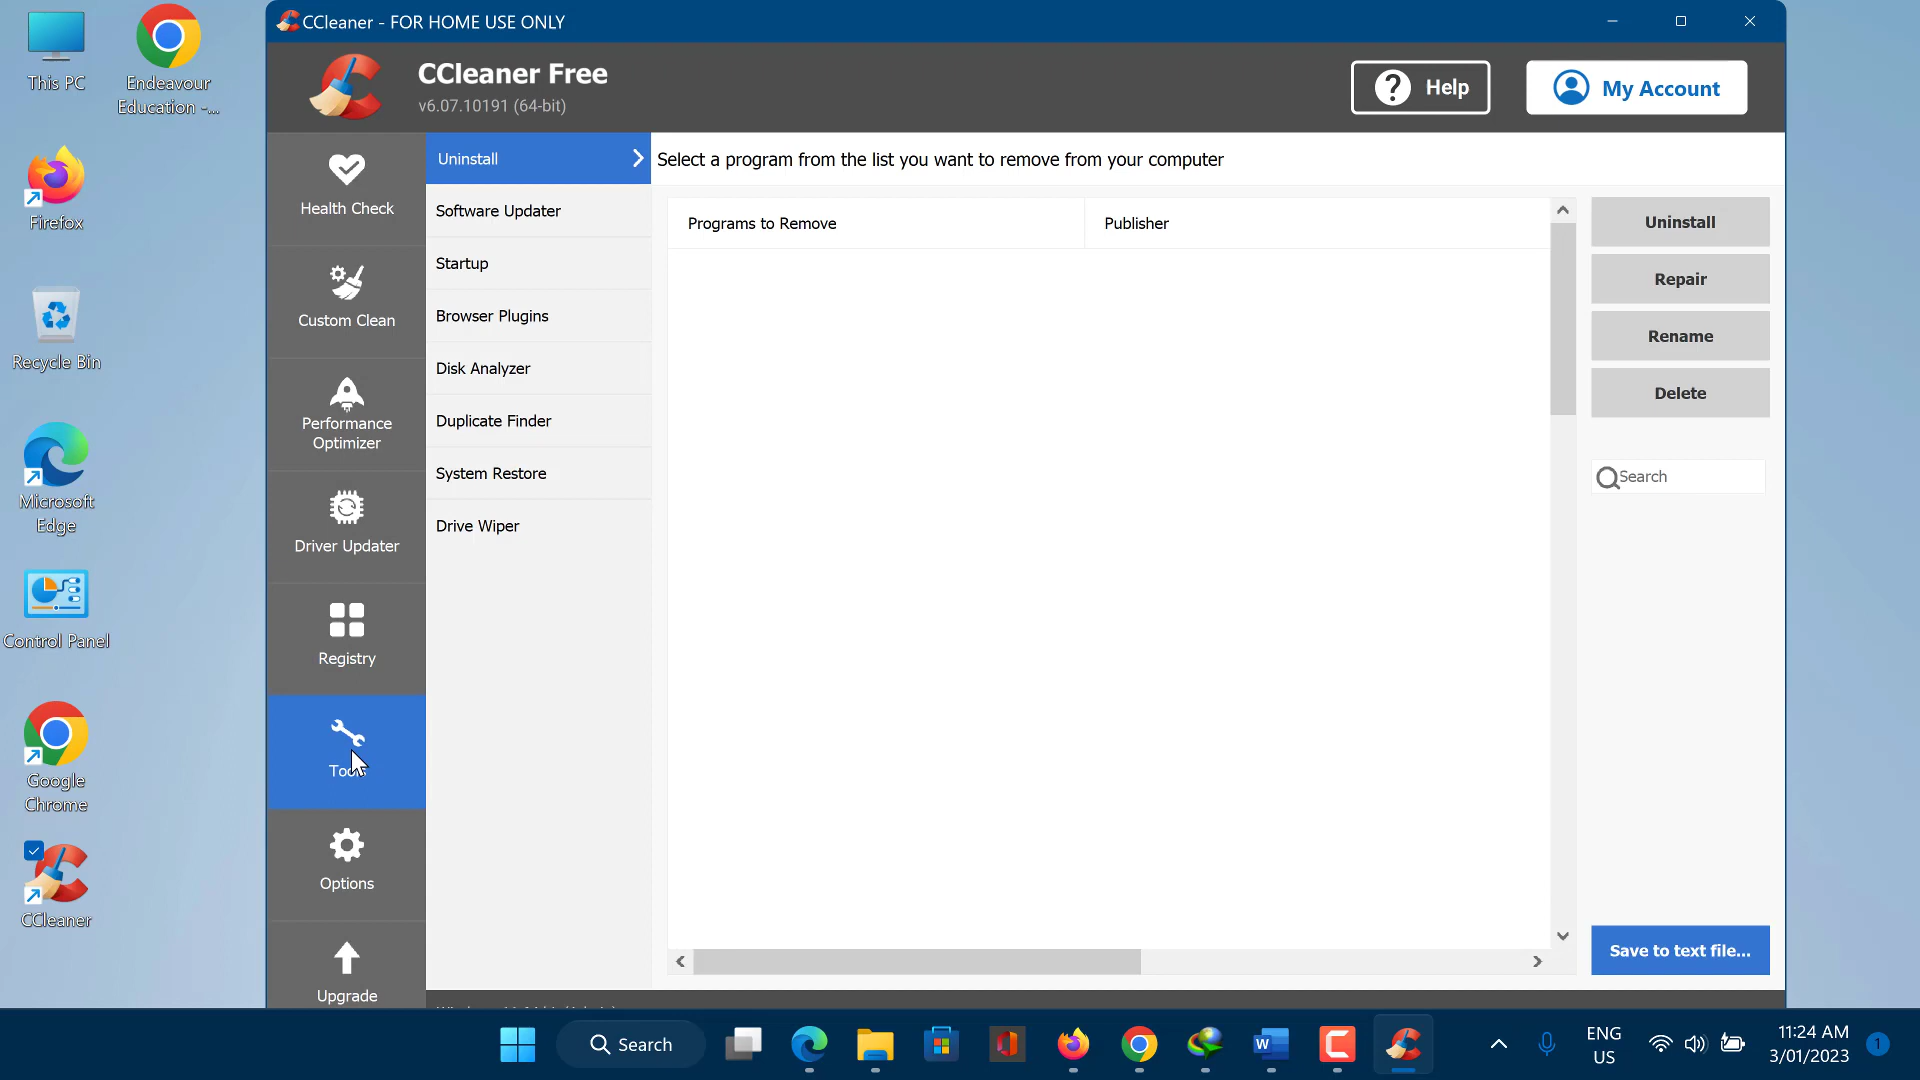 This PC
Endeavour
Education -...
Firefox
Recycle Bin
Microsoft
Edge
Control Panel
Google
Chrome
CCleaner
CCleaner - FOR HOME USE ONLY
CCleaner Free
v6.07.10191 (64-bit)
Help
My Account
Health Check
Custom Clean
Performance
Optimizer
Driver Updater
Registry
Options
Upgrade
Uninstall
Software Updater
Startup
Browser Plugins
Disk Analyzer
Duplicate Finder
System Restore
Drive Wiper
Select a program from the list you want to remove from your computer
Programs to Remove
Publisher
Uninstall
Repair
Rename
Delete
Search
Save to text file...
Search
ENG
US
11:24 AM
3/01/2023
1